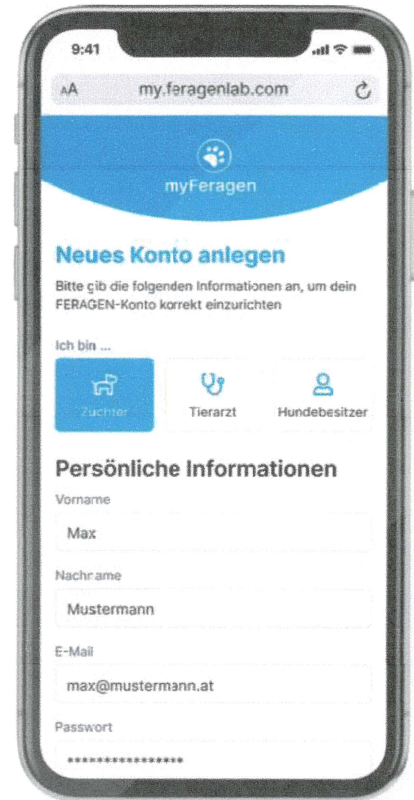 9:41
AA my.feragenlab.com
myFeragen
Neues Konto anlegen
Bitte gib die folgenden Informationen an, um dein
FERAGEN-Konto korrekt einzurichten
Ich bin ...
Züchter Tierarzt Hundebesitzer
Persönliche Informationen
Vorname
Max
Nachname
Mustermann
E-Mail
max@mustermann.at
Passwort
****************